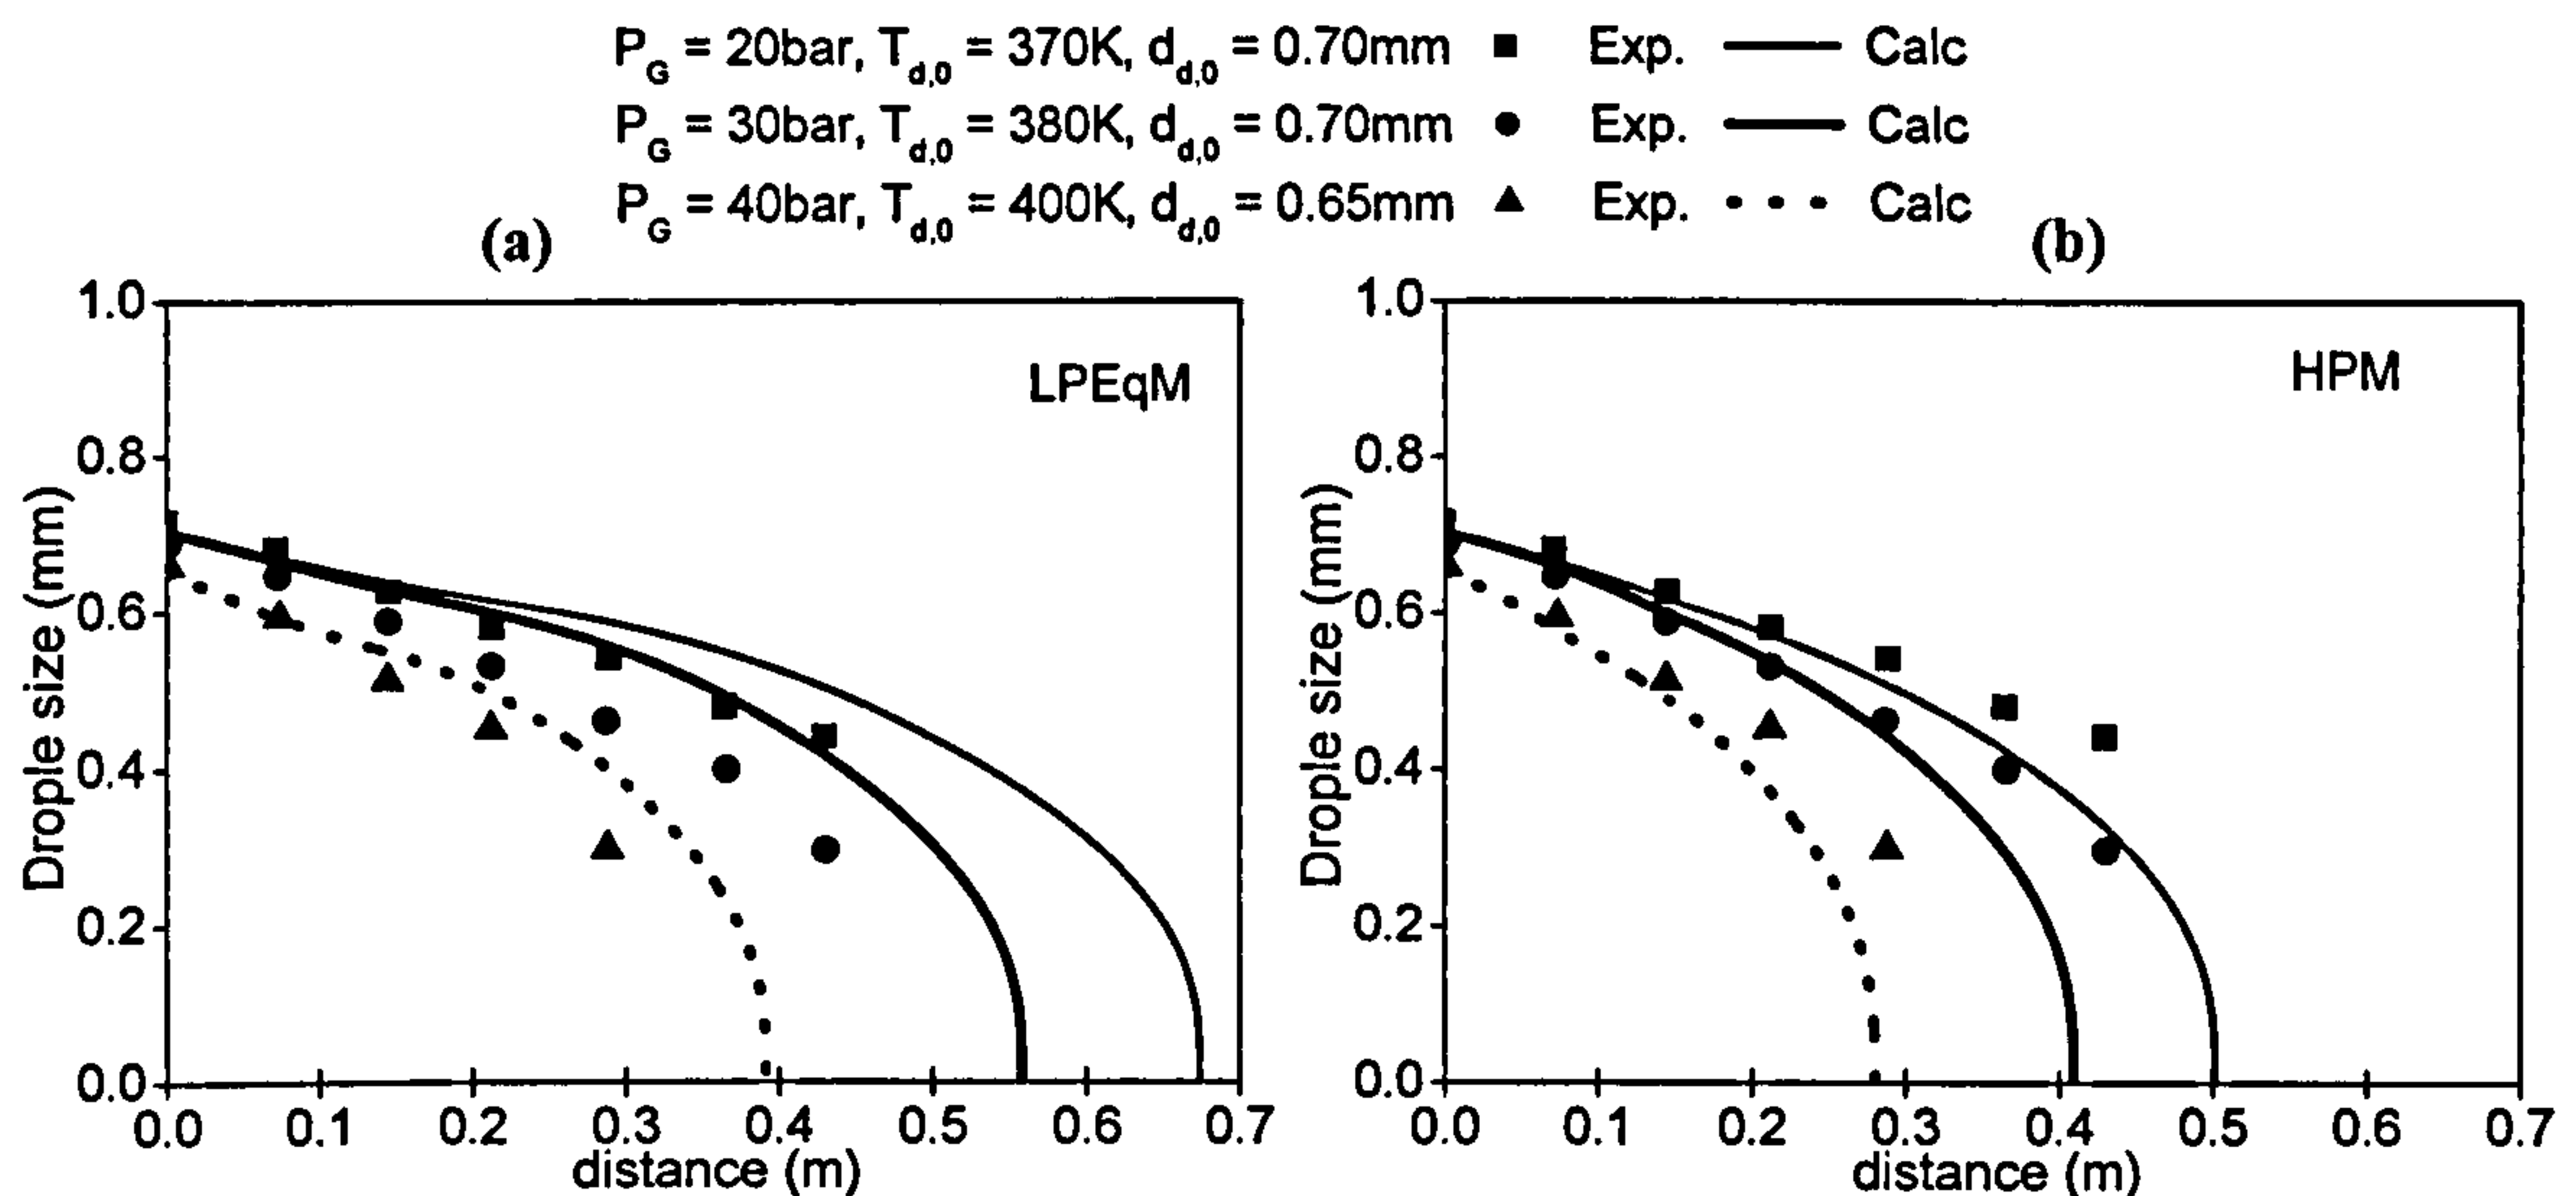 P_G = 20bar, T_d,0 = 370K, d_d,0 = 0.70mm ■ Exp. — Calc
P_G = 30bar, T_d,0 = 380K, d_d,0 = 0.70mm ● Exp. — Calc
P_G = 40bar, T_d,0 = 400K, d_d,0 = 0.65mm ▲ Exp. • • • Calc
(a)
LPEqM
Drople size (mm)
1.0
0.8
0.6
0.4
0.2
0.0
0.0 0.1 0.2 0.3 0.4 0.5 0.6 0.7
distance (m)
(b)
HPM
Drople size (mm)
1.0
0.8
0.6
0.4
0.2
0.0
0.0 0.1 0.2 0.3 0.4 0.5 0.6 0.7
distance (m)